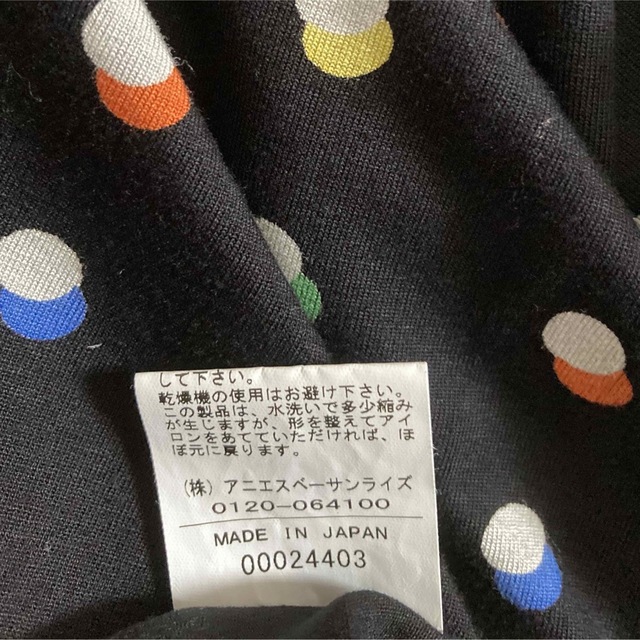 して下さい。
乾燥機の使用はお避け下さい。
この製品は、水洗いで多少縮み
が生じますが、形を整えてアイ
ロンをあてていただければ、ほ
ぼ元に戻ります。
(株) アニエスベーサンライズ
0120-064100
MADE IN JAPAN
00024403